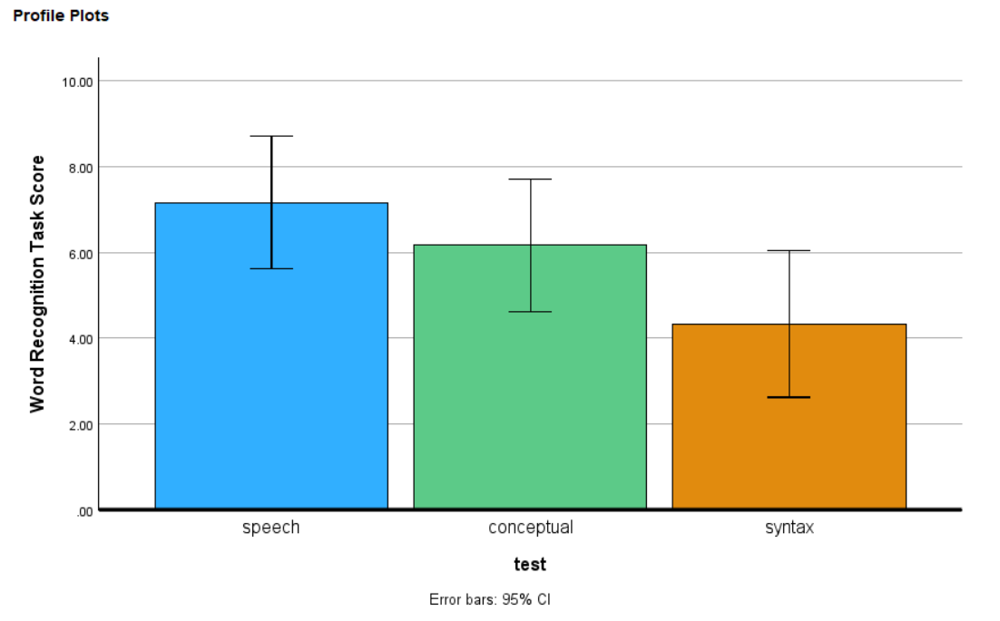 Profile Plots
Word Recognition Task Score
10.00
8.00
6.00
4.00
2.00
.00
speech conceptual syntax
test
Error bars: 95% CI